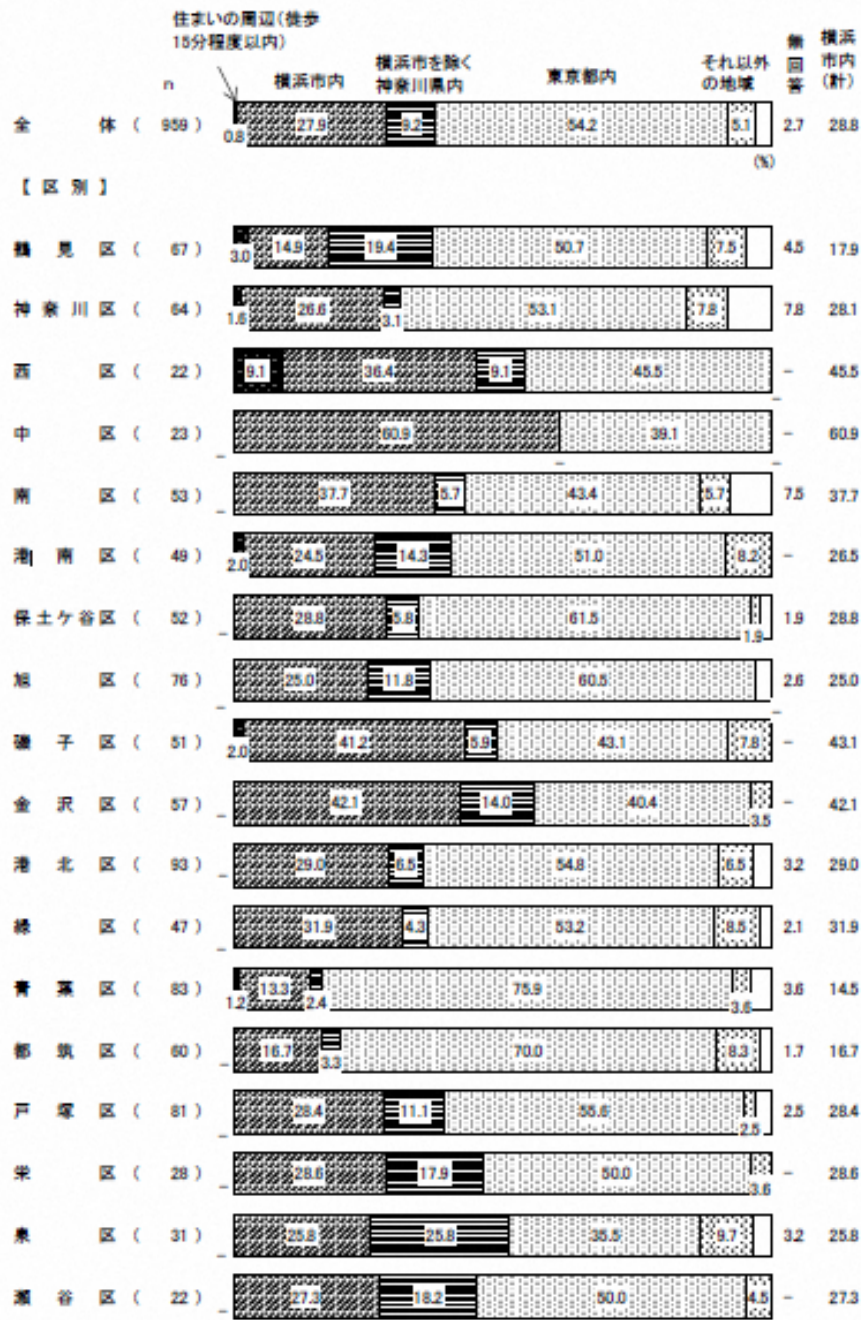 住まいの周辺(徒歩
15分程度以内)
n 横浜市内 横浜市を除く神奈川県内 東京都内 それ以外の地域 無回答 横浜市内(計)
全体 ( 959 ) 0.8 27.9 9.2 54.2 5.1 2.7 28.8
(%)
【区別】
鶴見区 ( 67 ) 3.0 14.9 19.4 50.7 7.5 4.5 17.9
神奈川区 ( 64 ) 1.6 26.6 3.1 53.1 7.8 7.8 28.1
西区 ( 22 ) 9.1 36.4 9.1 45.5 - - 45.5
中区 ( 23 ) - 60.9 - 39.1 - - 60.9
南区 ( 53 ) - 37.7 5.7 43.4 5.7 7.5 37.7
港南区 ( 49 ) 2.0 24.5 14.3 51.0 8.2 - 26.5
保土ケ谷区 ( 52 ) - 28.8 5.8 61.5 1.9 1.9 28.8
旭区 ( 76 ) - 25.0 11.8 60.5 - 2.6 25.0
磯子区 ( 51 ) 2.0 41.2 5.9 43.1 7.8 - 43.1
金沢区 ( 57 ) - 42.1 14.0 40.4 3.5 - 42.1
港北区 ( 93 ) - 29.0 6.5 54.8 6.5 3.2 29.0
緑区 ( 47 ) - 31.9 4.3 53.2 8.5 2.1 31.9
青葉区 ( 83 ) 1.2 13.3 2.4 75.9 3.6 3.6 14.5
都筑区 ( 60 ) - 16.7 3.3 70.0 8.3 1.7 16.7
戸塚区 ( 81 ) - 28.4 11.1 55.6 2.5 2.5 28.4
栄区 ( 28 ) - 28.6 17.9 50.0 3.6 - 28.6
泉区 ( 31 ) - 25.8 25.8 35.5 9.7 3.2 25.8
瀬谷区 ( 22 ) - 27.3 18.2 50.0 4.5 - 27.3